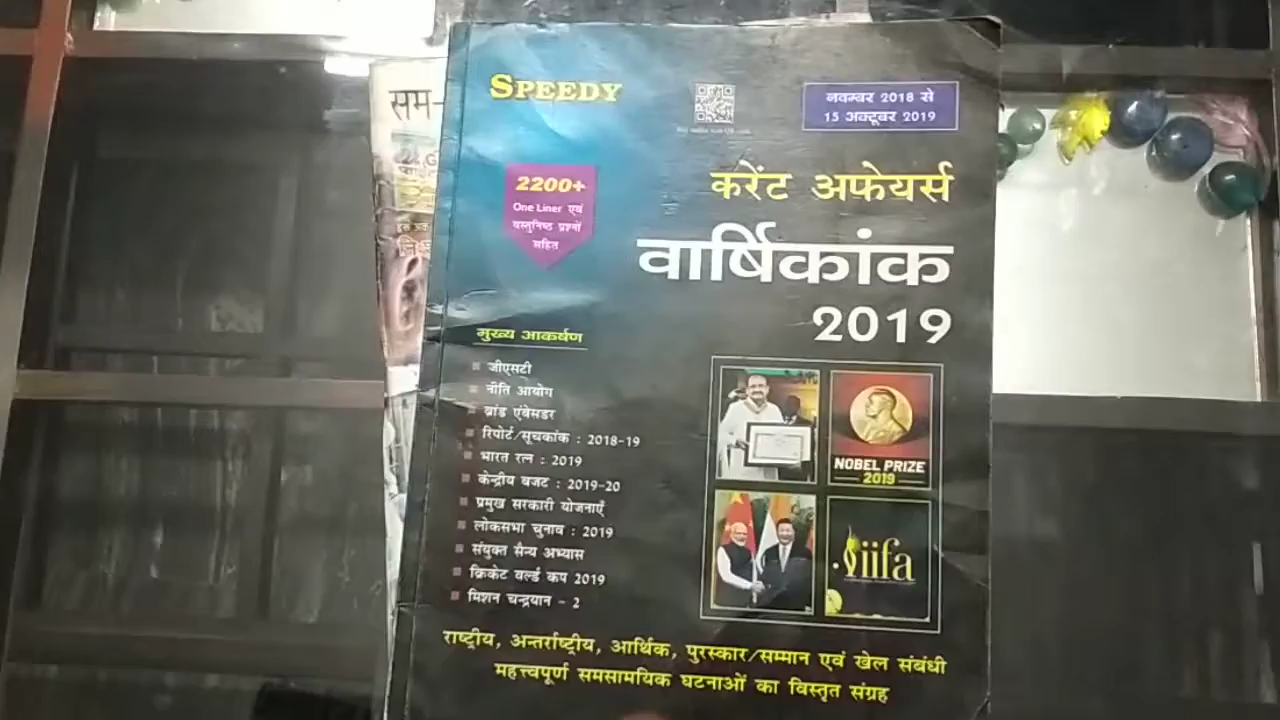 सम-
SPEEDY
नवम्बर 2018 से
15 अक्टूबर 2019
2200+
One Liner एवं
वस्तुनिष्ठ प्रश्नों
सहित
करेंट अफेयर्स
वार्षिकांक
2019
मुख्य आकर्षण
जीएसटी
नीति आयोग
ब्रांड एंबेसडर
रिपोर्ट/सूचकांक : 2018-19
भारत रत्न : 2019
केन्द्रीय बजट : 2019-20
प्रमुख सरकारी योजनाएँ
लोकसभा चुनाव : 2019
संयुक्त सैन्य अभ्यास
क्रिकेट वर्ल्ड कप 2019
मिशन चन्द्रयान - 2
NOBEL PRIZE
2019
iifa
राष्ट्रीय, अन्तर्राष्ट्रीय, आर्थिक, पुरस्कार/सम्मान एवं खेल संबंधी
महत्त्वपूर्ण समसामयिक घटनाओं का विस्तृत संग्रह